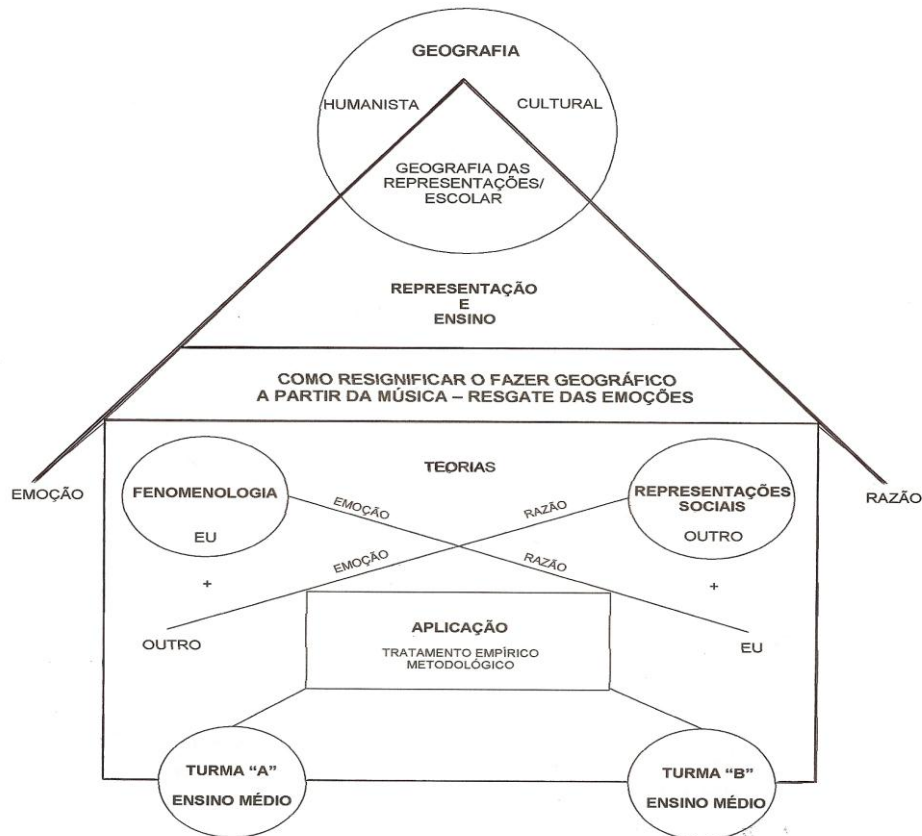 GEOGRAFIA
HUMANISTA CULTURAL
GEOGRAFIA DAS
REPRESENTAÇÕES/
ESCOLAR
REPRESENTAÇÃO
E
ENSINO
COMO RESIGNIFICAR O FAZER GEOGRÁFICO
A PARTIR DA MÚSICA – RESGATE DAS EMOÇÕES
EMOÇÃO
RAZÃO
TEORIAS
FENOMENOLOGIA
EU
+
OUTRO
REPRESENTAÇÕES
SOCIAIS
OUTRO
+
EU
EMOÇÃO
RAZÃO
EMOÇÃO
RAZÃO
APLICAÇÃO
TRATAMENTO EMPÍRICO
METODOLÓGICO
TURMA “A”
ENSINO MÉDIO
TURMA “B”
ENSINO MÉDIO